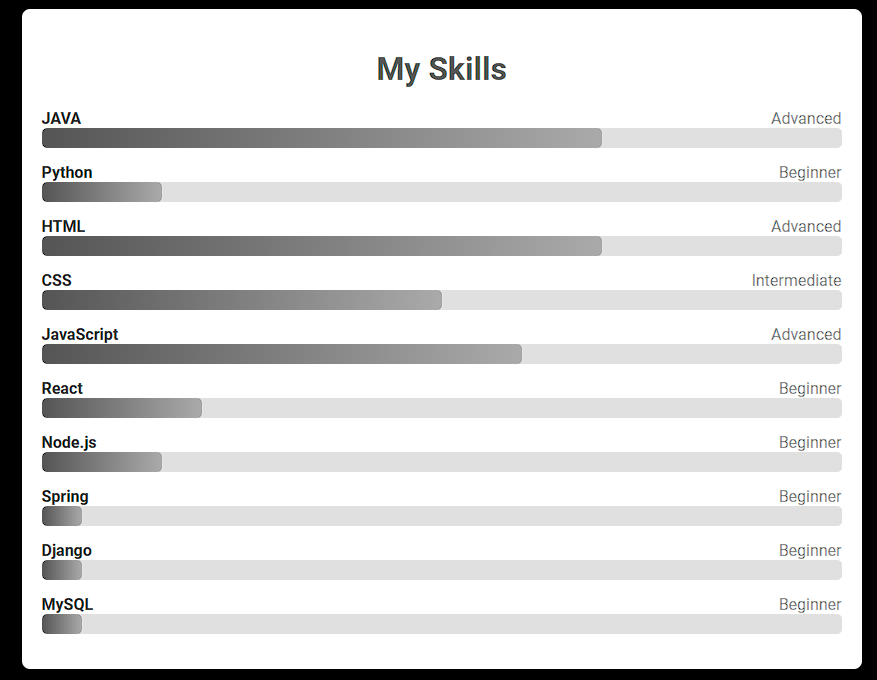 My Skills
JAVA Advanced
Python Beginner
HTML Advanced
CSS Intermediate
JavaScript Advanced
React Beginner
Node.js Beginner
Spring Beginner
Django Beginner
MySQL Beginner